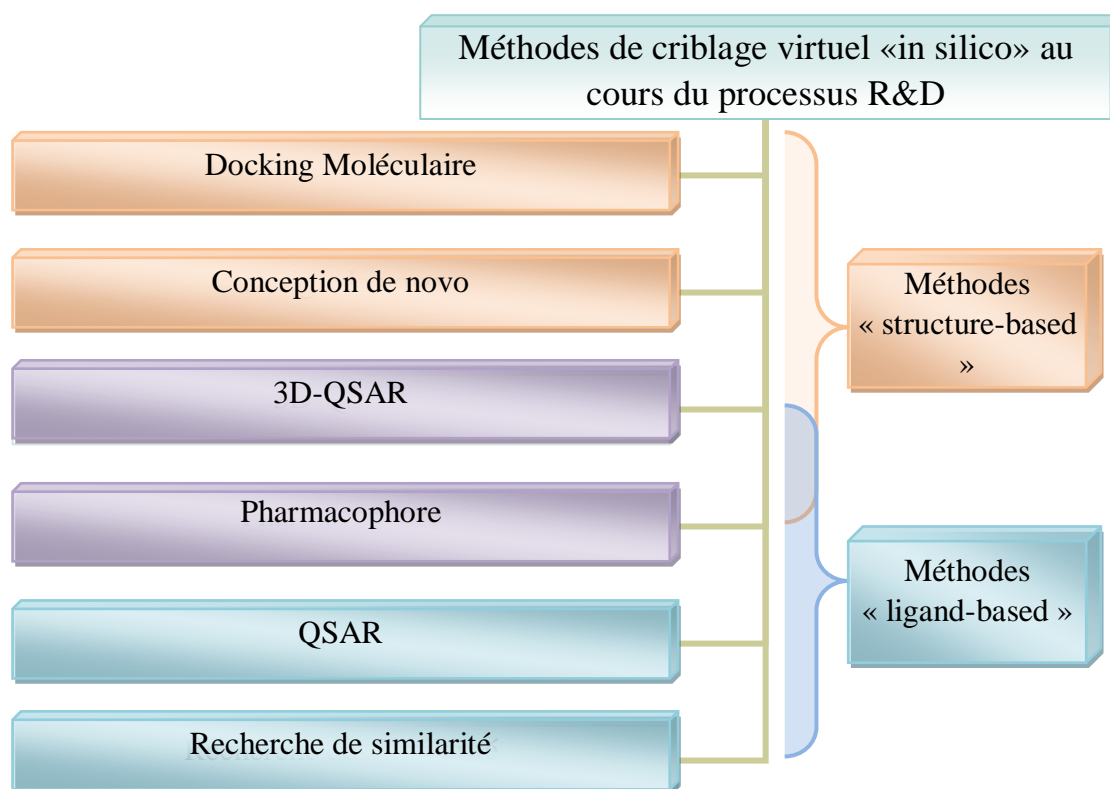 Méthodes de criblage virtuel «in silico» au
cours du processus R&D
Docking Moléculaire
Conception de novo
3D-QSAR
Pharmacophore
QSAR
Recherche de similarité
Méthodes
« structure-based
»
Méthodes
« ligand-based »